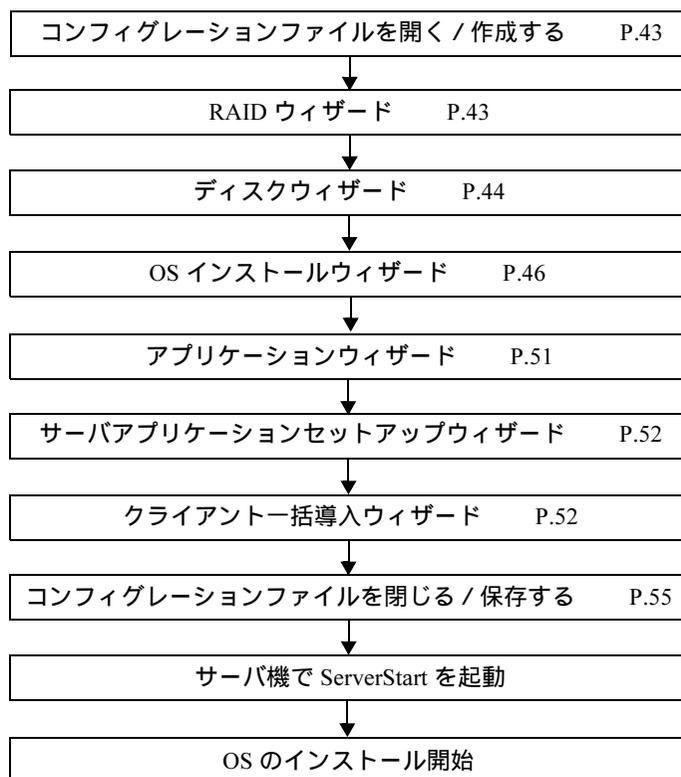 コンフィグレーションファイルを開く / 作成する P.43
RAID ウィザード P.43
ディスクウィザード P.44
OS インストールウィザード P.46
アプリケーションウィザード P.51
サーバアプリケーションセットアップウィザード P.52
クライアント一括導入ウィザード P.52
コンフィグレーションファイルを閉じる / 保存する P.55
サーバ機で ServerStart を起動
OS のインストール開始